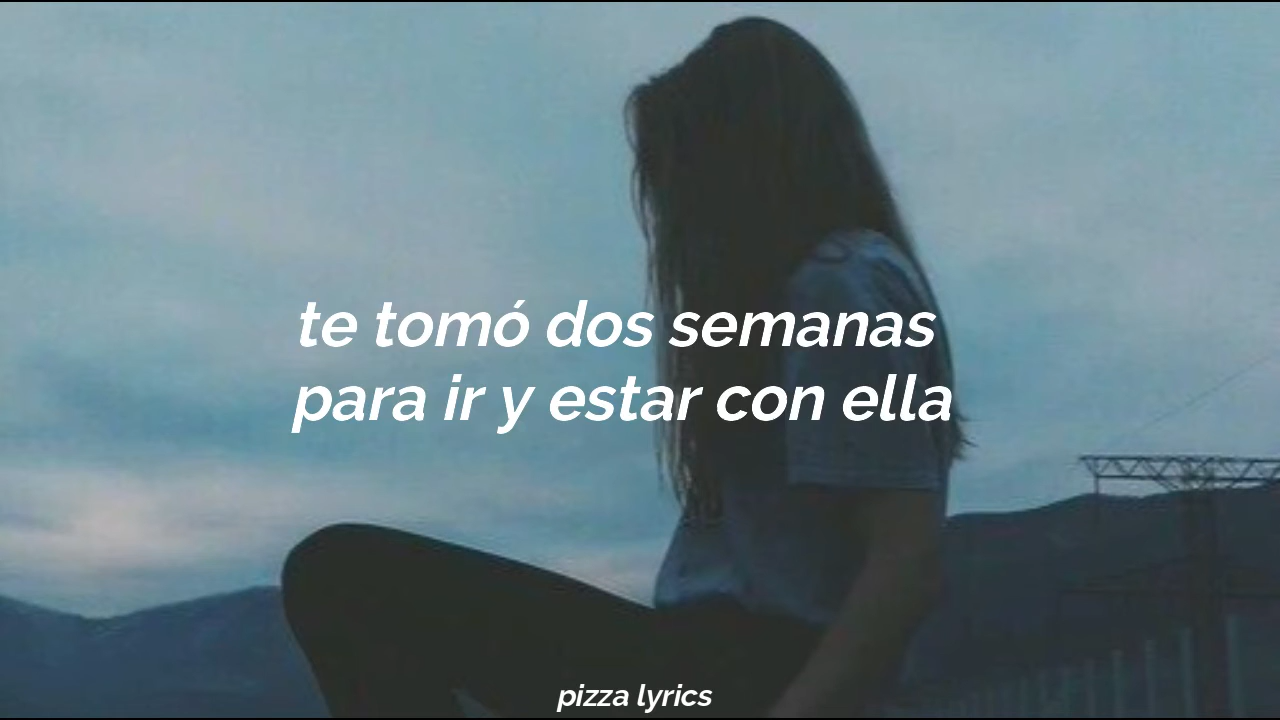 te tomó dos semanas
para ir y estar con ella
pizza lyrics